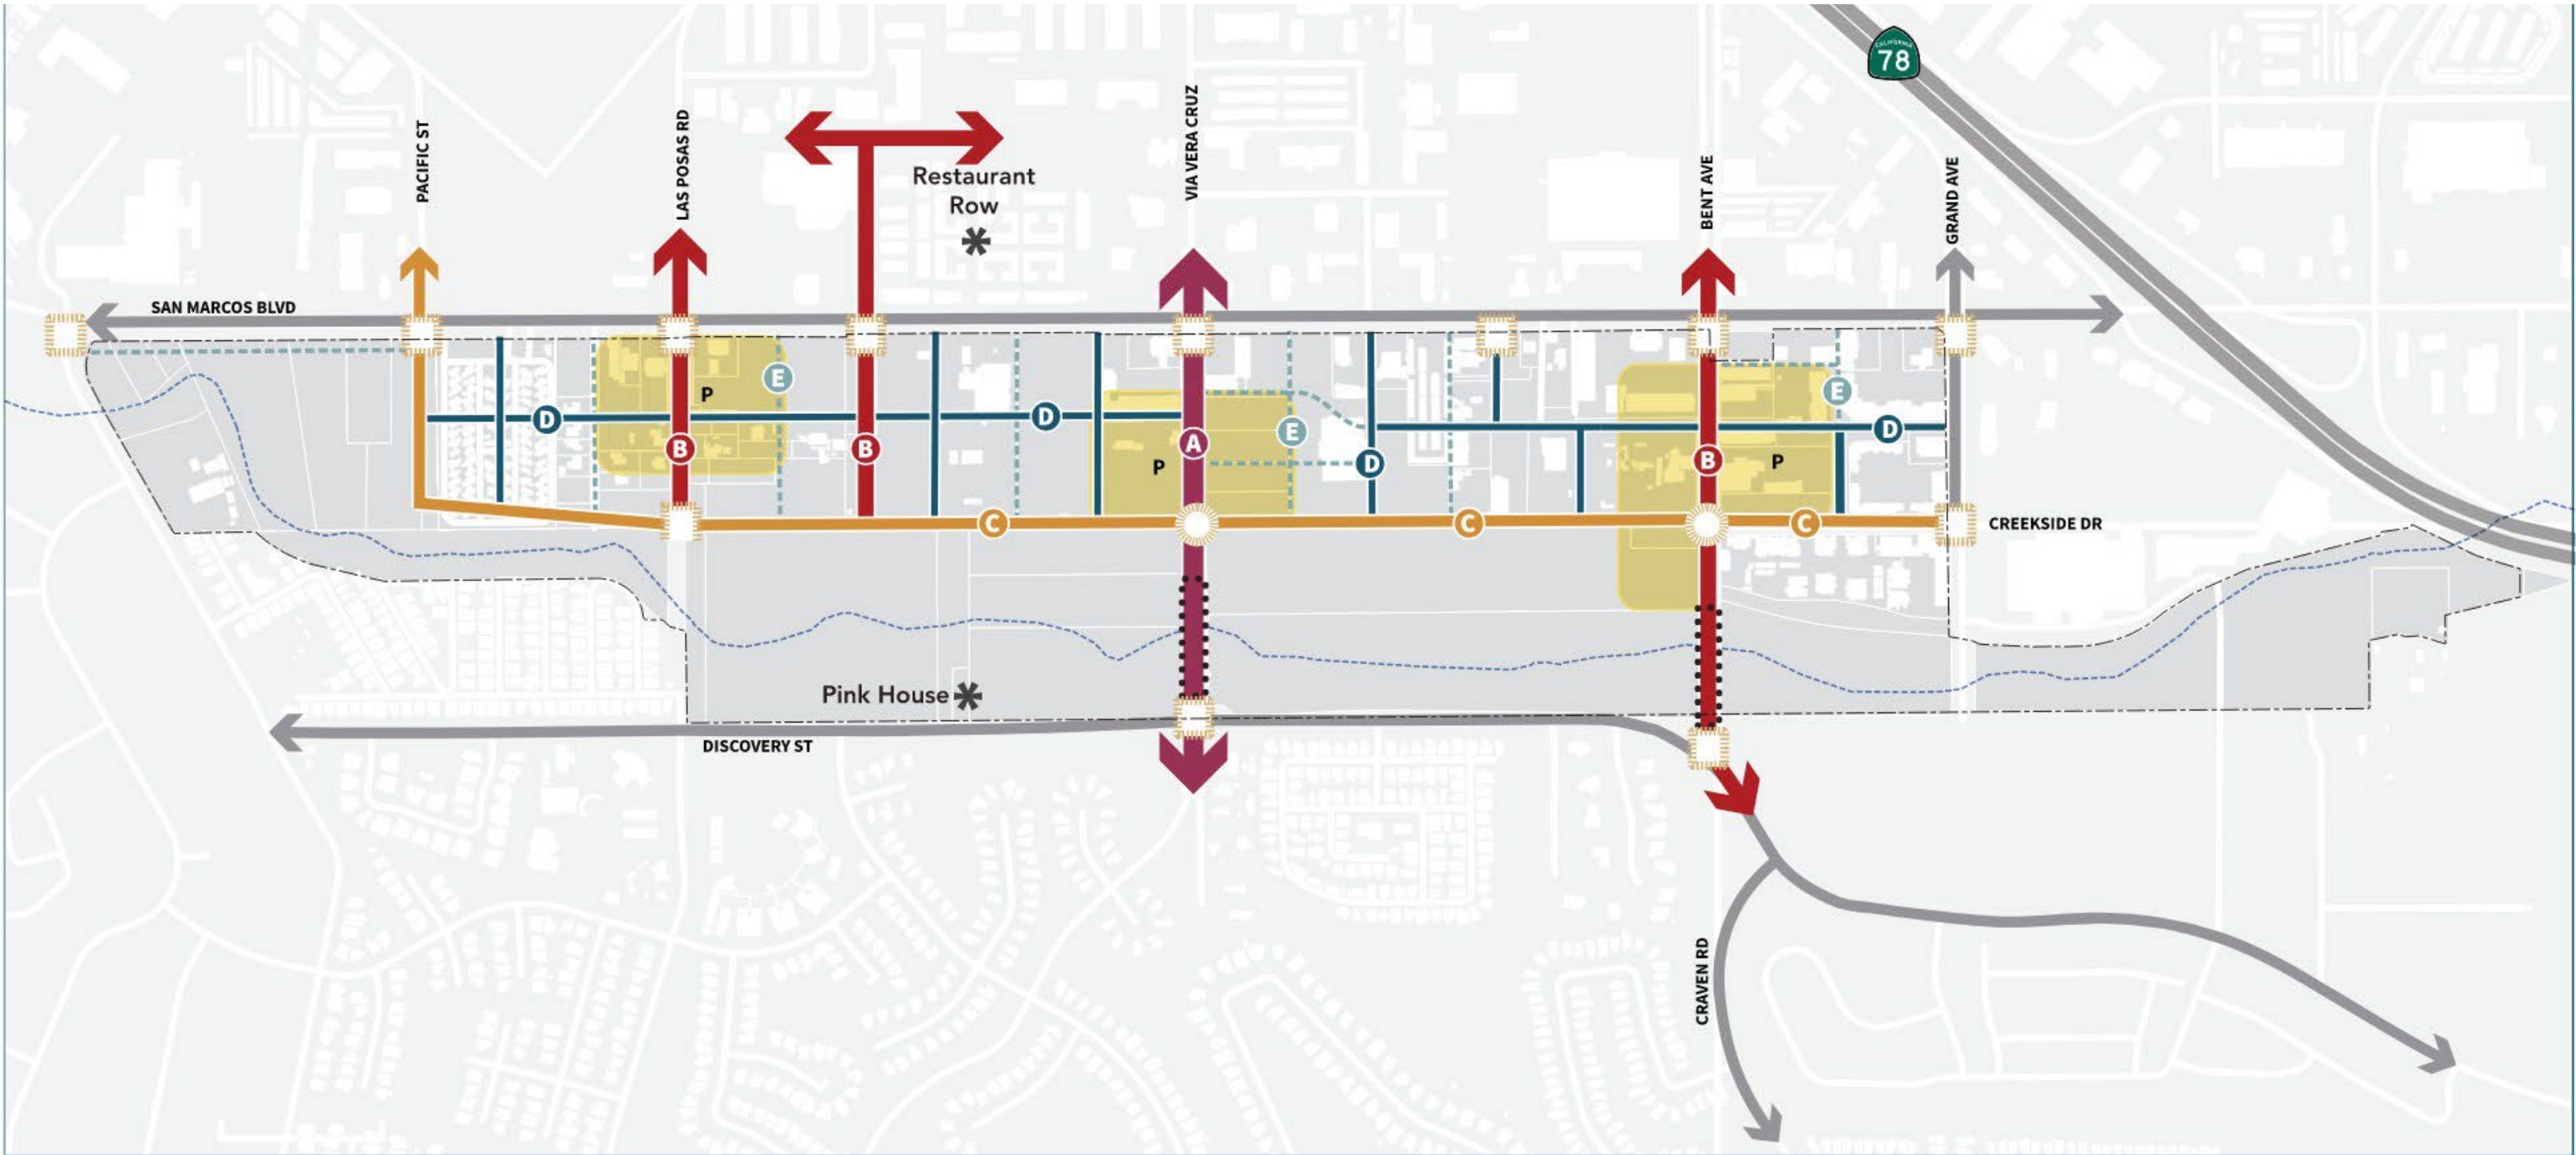 CALIFORNIA
78
PACIFIC ST
LAS POSAS RD
VIA VERA CRUZ
BENT AVE
GRAND AVE
Restaurant
Row
SAN MARCOS BLVD
P
E
E
D
D
E
D
D
B
B
A
B
P
P
C
C
C
CREEKSIDE DR
Pink House
DISCOVERY ST
CRAVEN RD